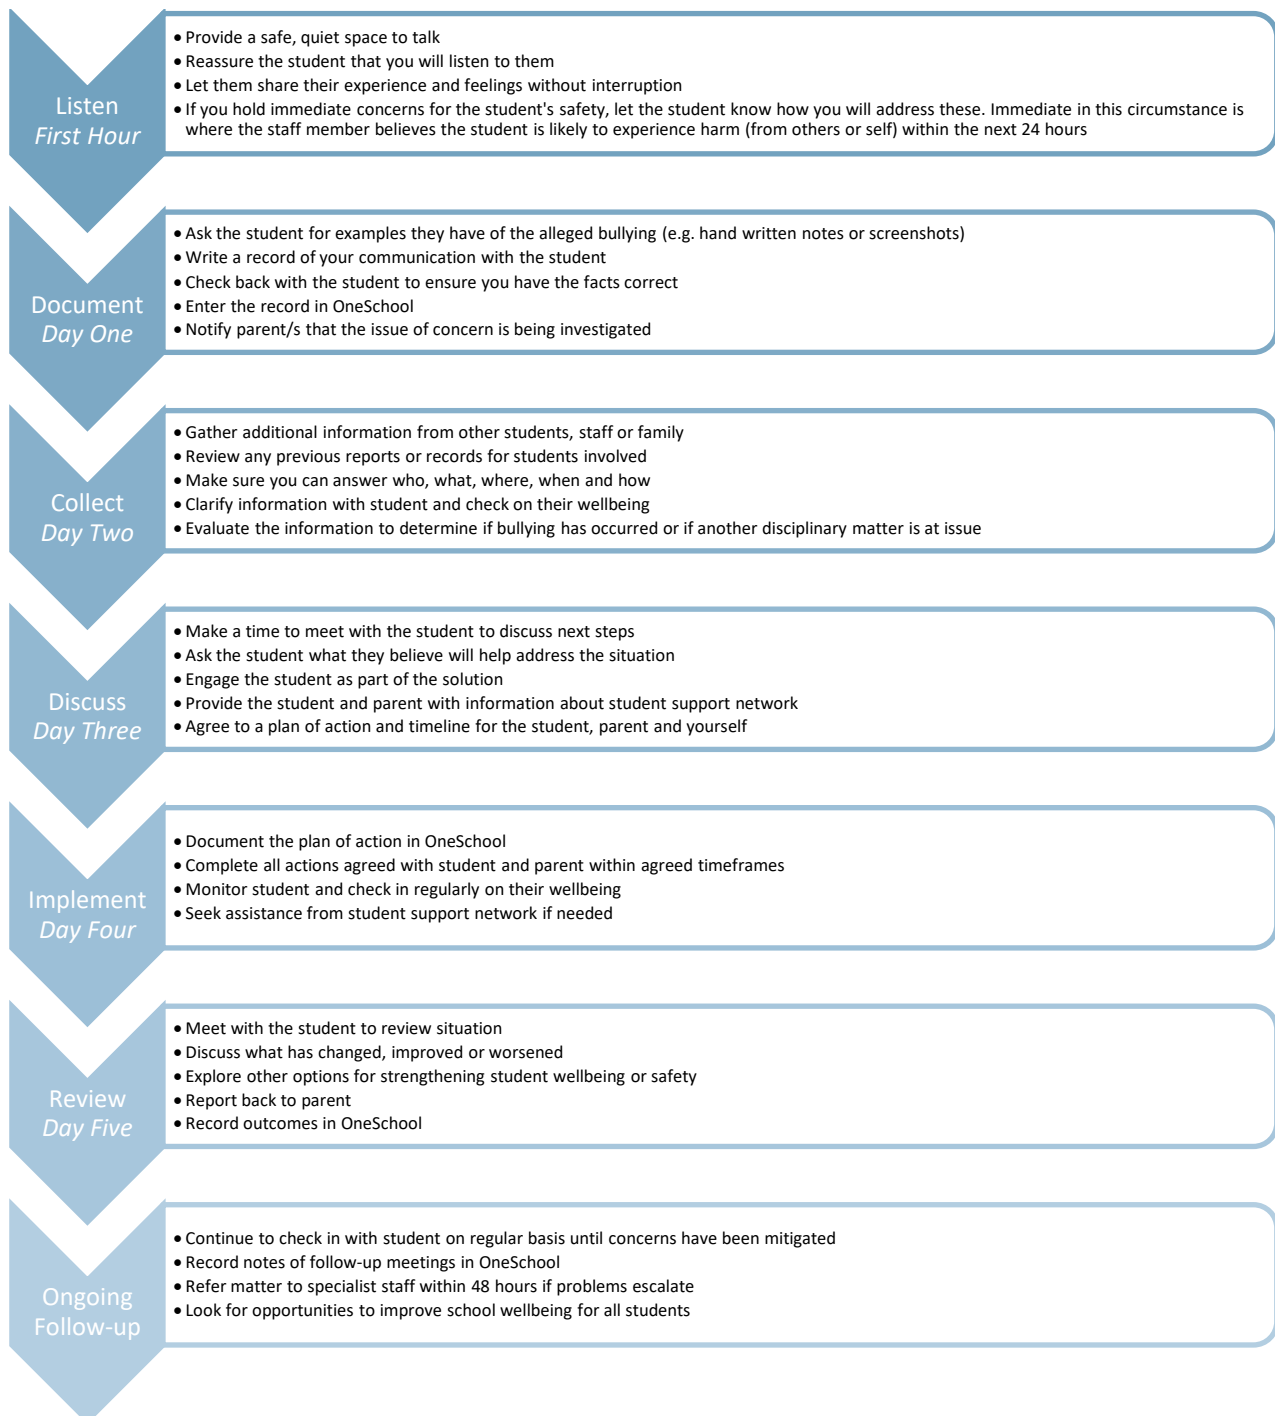 Listen
First Hour
• Provide a safe, quiet space to talk
• Reassure the student that you will listen to them
• Let them share their experience and feelings without interruption
• If you hold immediate concerns for the student's safety, let the student know how you will address these. Immediate in this circumstance is
where the staff member believes the student is likely to experience harm (from others or self) within the next 24 hours
Document
Day One
• Ask the student for examples they have of the alleged bullying (e.g. hand written notes or screenshots)
• Write a record of your communication with the student
• Check back with the student to ensure you have the facts correct
• Enter the record in OneSchool
• Notify parent/s that the issue of concern is being investigated
Collect
Day Two
• Gather additional information from other students, staff or family
• Review any previous reports or records for students involved
• Make sure you can answer who, what, where, when and how
• Clarify information with student and check on their wellbeing
• Evaluate the information to determine if bullying has occurred or if another disciplinary matter is at issue
Discuss
Day Three
• Make a time to meet with the student to discuss next steps
• Ask the student what they believe will help address the situation
• Engage the student as part of the solution
• Provide the student and parent with information about student support network
• Agree to a plan of action and timeline for the student, parent and yourself
Implement
Day Four
• Document the plan of action in OneSchool
• Complete all actions agreed with student and parent within agreed timeframes
• Monitor student and check in regularly on their wellbeing
• Seek assistance from student support network if needed
Review
Day Five
• Meet with the student to review situation
• Discuss what has changed, improved or worsened
• Explore other options for strengthening student wellbeing or safety
• Report back to parent
• Record outcomes in OneSchool
Ongoing
Follow-up
• Continue to check in with student on regular basis until concerns have been mitigated
• Record notes of follow-up meetings in OneSchool
• Refer matter to specialist staff within 48 hours if problems escalate
• Look for opportunities to improve school wellbeing for all students